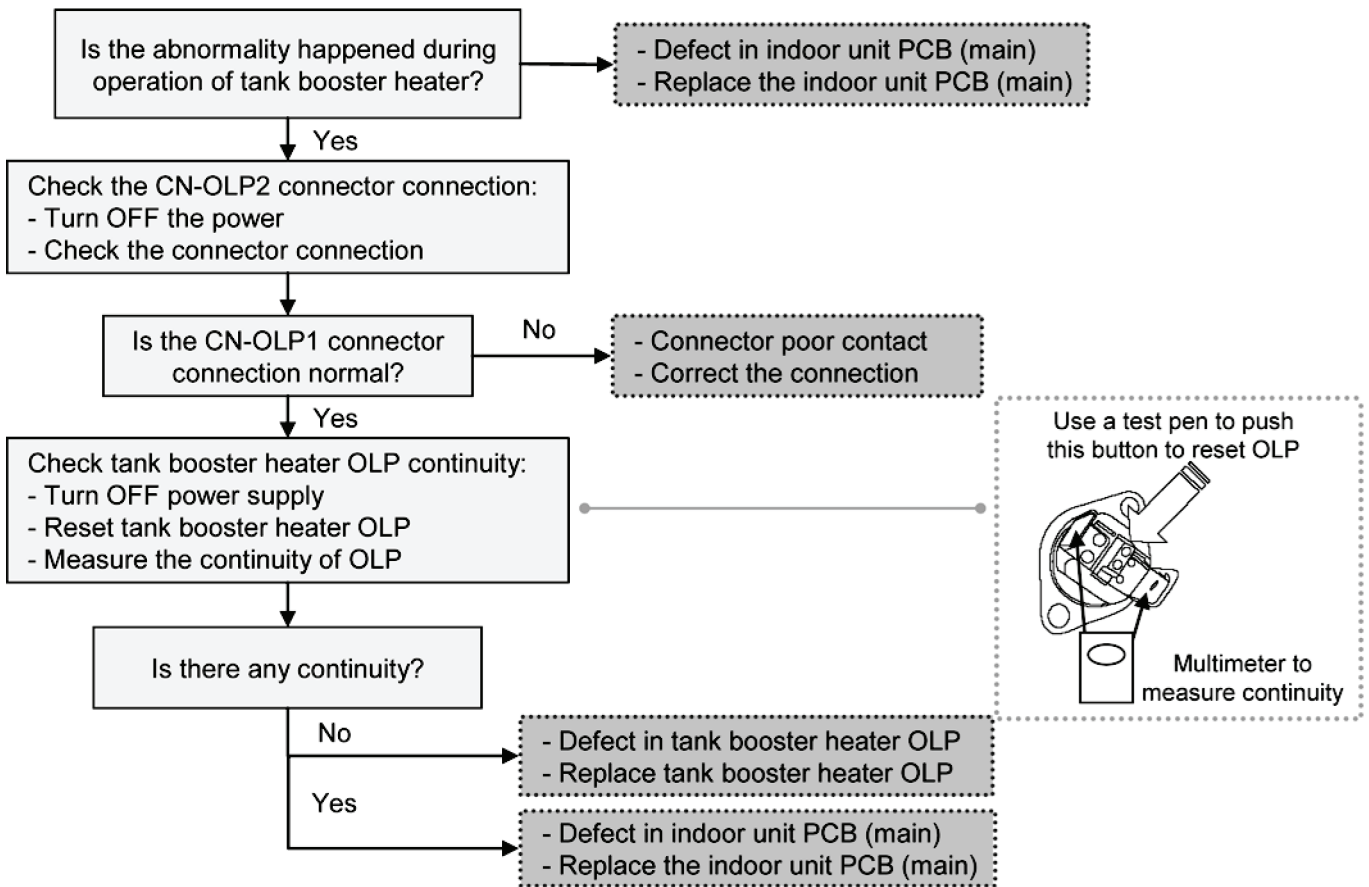 Is the abnormality happened during
operation of tank booster heater?
- Defect in indoor unit PCB (main)
- Replace the indoor unit PCB (main)
Yes
Check the CN-OLP2 connector connection:
- Turn OFF the power
- Check the connector connection
Is the CN-OLP1 connector
connection normal?
No
- Connector poor contact
- Correct the connection
Yes
Check tank booster heater OLP continuity:
- Turn OFF power supply
- Reset tank booster heater OLP
- Measure the continuity of OLP
Use a test pen to push
this button to reset OLP
Multimeter to
measure continuity
Is there any continuity?
No
- Defect in tank booster heater OLP
- Replace tank booster heater OLP
Yes
- Defect in indoor unit PCB (main)
- Replace the indoor unit PCB (main)